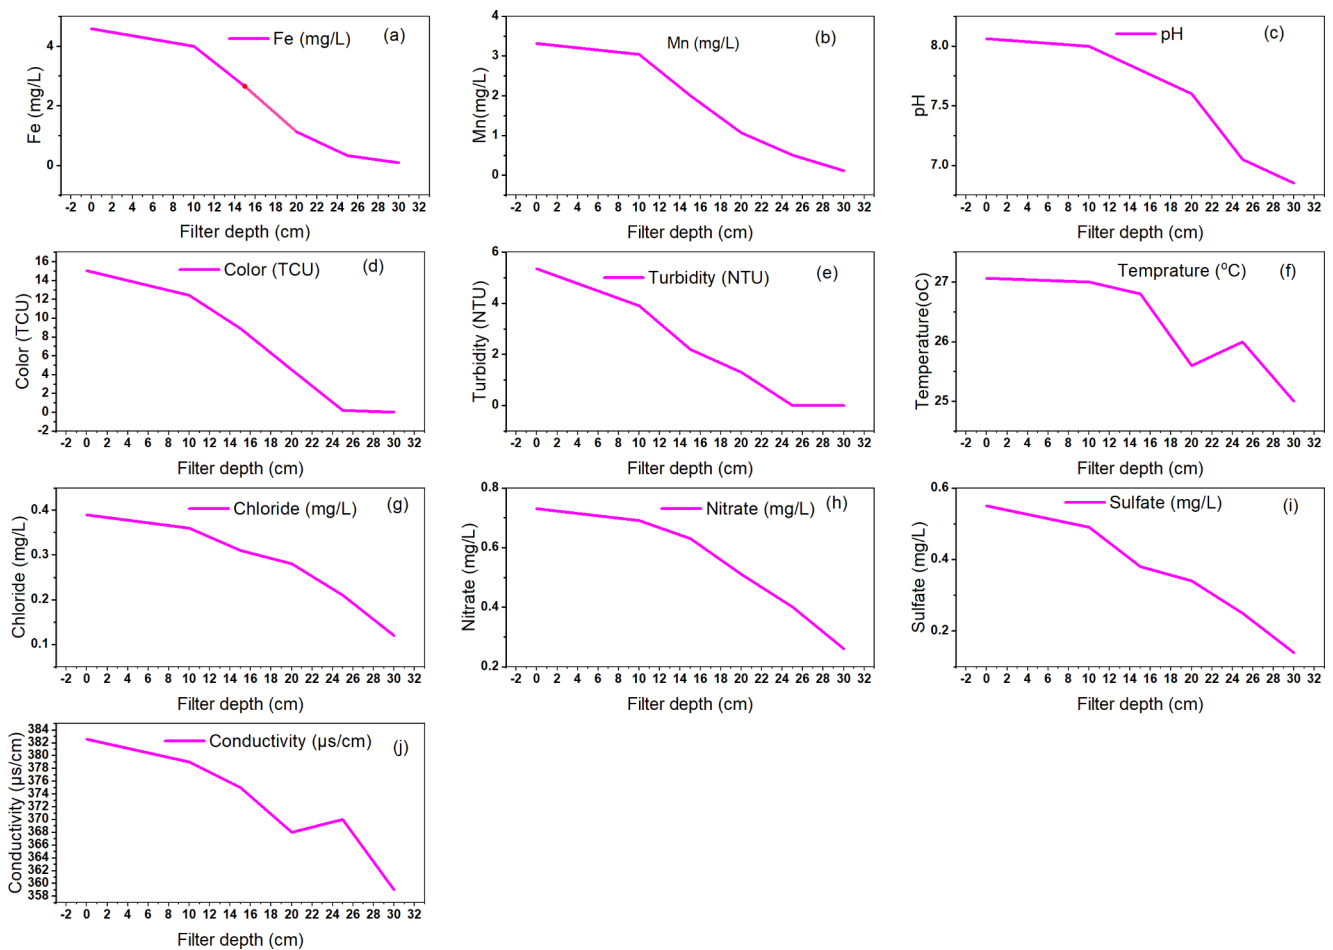 Fe (mg/L)
(a)
Fe (mg/L)
4
2
0
-2 0 2 4 6 8 10 12 14 16 18 20 22 24 26 28 30 32
Filter depth (cm)
Mn (mg/L)
(b)
Mn(mg/L)
4
3
2
1
0
-2 0 2 4 6 8 10 12 14 16 18 20 22 24 26 28 30 32
Filter depth (cm)
pH
(c)
pH
8.0
7.5
7.0
-2 0 2 4 6 8 10 12 14 16 18 20 22 24 26 28 30 32
Filter depth (cm)
Color (TCU)
(d)
Color (TCU)
16
14
12
10
8
6
4
2
0
-2
-2 0 2 4 6 8 10 12 14 16 18 20 22 24 26 28 30 32
Filter depth (cm)
Turbidity (NTU)
(e)
Turbidity (NTU)
6
4
2
0
-2 0 2 4 6 8 10 12 14 16 18 20 22 24 26 28 30 32
Filter depth (cm)
Temprature (°C)
(f)
Temperature(oC)
27
26
25
-2 0 2 4 6 8 10 12 14 16 18 20 22 24 26 28 30 32
Filter depth (cm)
Chloride (mg/L)
(g)
Chloride (mg/L)
0.4
0.3
0.2
0.1
-2 0 2 4 6 8 10 12 14 16 18 20 22 24 26 28 30 32
Filter depth (cm)
Nitrate (mg/L)
(h)
Nitrate (mg/L)
0.8
0.6
0.4
0.2
-2 0 2 4 6 8 10 12 14 16 18 20 22 24 26 28 30 32
Filter depth (cm)
Sulfate (mg/L)
(i)
Sulfate (mg/L)
0.6
0.4
0.2
-2 0 2 4 6 8 10 12 14 16 18 20 22 24 26 28 30 32
Filter depth (cm)
Conductivity (µs/cm)
(j)
Conductivity (µs/cm)
384
382
380
378
376
374
372
370
368
366
364
362
360
358
-2 0 2 4 6 8 10 12 14 16 18 20 22 24 26 28 30 32
Filter depth (cm)